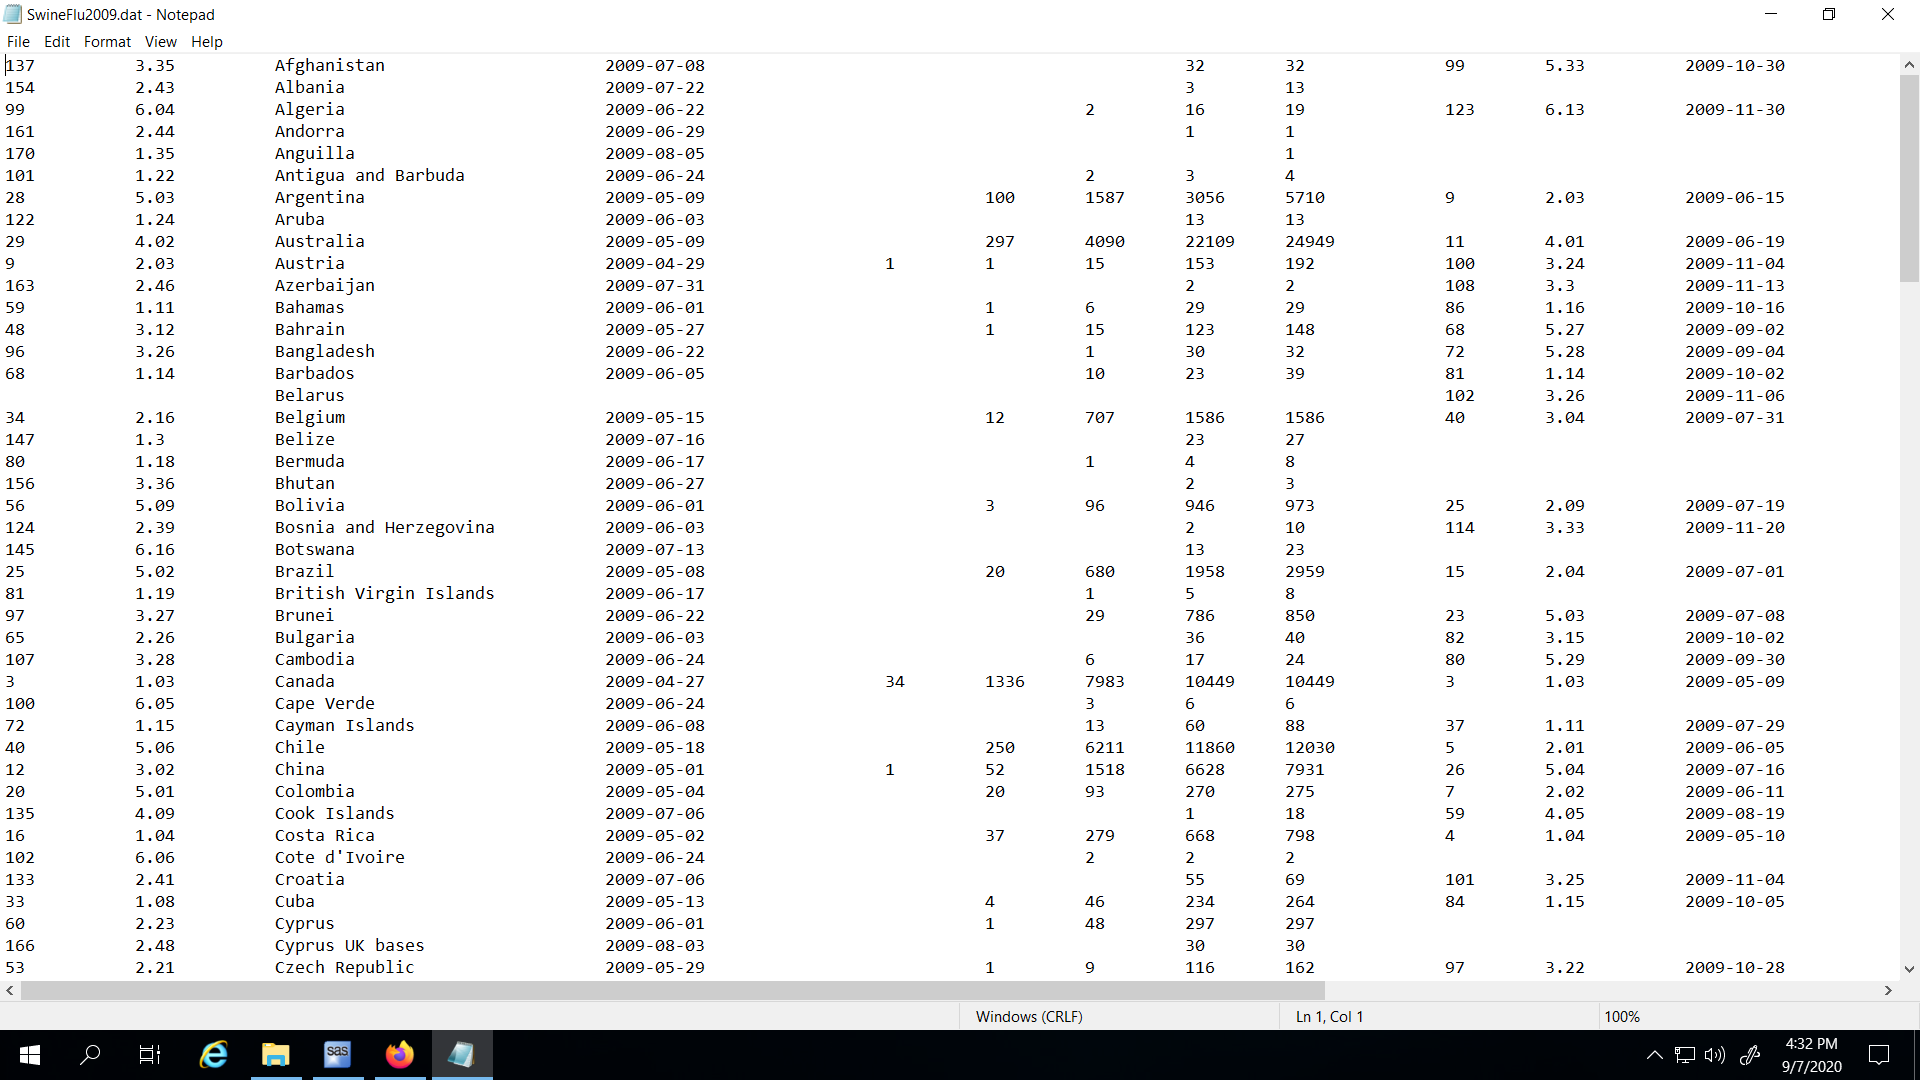 SwineFlu2009.dat - Notepad
File Edit Format View Help
137 3.35 Afghanistan 2009-07-08 32 32 99 5.33 2009-10-30
154 2.43 Albania 2009-07-22 3 13
99 6.04 Algeria 2009-06-22 2 16 19 123 6.13 2009-11-30
161 2.44 Andorra 2009-06-29 1 1
170 1.35 Anguilla 2009-08-05 1
101 1.22 Antigua and Barbuda 2009-06-24 2 3 4
28 5.03 Argentina 2009-05-09 100 1587 3056 5710 9 2.03 2009-06-15
122 1.24 Aruba 2009-06-03 13 13
29 4.02 Australia 2009-05-09 297 4090 22109 24949 11 4.01 2009-06-19
9 2.03 Austria 2009-04-29 1 1 15 153 192 100 3.24 2009-11-04
163 2.46 Azerbaijan 2009-07-31 2 2 108 3.3 2009-11-13
59 1.11 Bahamas 2009-06-01 1 6 29 29 86 1.16 2009-10-16
48 3.12 Bahrain 2009-05-27 1 15 123 148 68 5.27 2009-09-02
96 3.26 Bangladesh 2009-06-22 1 30 32 72 5.28 2009-09-04
68 1.14 Barbados 2009-06-05 10 23 39 81 1.14 2009-10-02
Belarus 102 3.26 2009-11-06
34 2.16 Belgium 2009-05-15 12 707 1586 1586 40 3.04 2009-07-31
147 1.3 Belize 2009-07-16 23 27
80 1.18 Bermuda 2009-06-17 1 4 8
156 3.36 Bhutan 2009-06-27 2 3
56 5.09 Bolivia 2009-06-01 3 96 946 973 25 2.09 2009-07-19
124 2.39 Bosnia and Herzegovina 2009-06-03 2 10 114 3.33 2009-11-20
145 6.16 Botswana 2009-07-13 13 23
25 5.02 Brazil 2009-05-08 20 680 1958 2959 15 2.04 2009-07-01
81 1.19 British Virgin Islands 2009-06-17 1 5 8
97 3.27 Brunei 2009-06-22 29 786 850 23 5.03 2009-07-08
65 2.26 Bulgaria 2009-06-03 36 40 82 3.15 2009-10-02
107 3.28 Cambodia 2009-06-24 6 17 24 80 5.29 2009-09-30
3 1.03 Canada 2009-04-27 34 1336 7983 10449 10449 3 1.03 2009-05-09
100 6.05 Cape Verde 2009-06-24 3 6 6
72 1.15 Cayman Islands 2009-06-08 13 60 88 37 1.11 2009-07-29
40 5.06 Chile 2009-05-18 250 6211 11860 12030 5 2.01 2009-06-05
12 3.02 China 2009-05-01 1 52 1518 6628 7931 26 5.04 2009-07-16
20 5.01 Colombia 2009-05-04 20 93 270 275 7 2.02 2009-06-11
135 4.09 Cook Islands 2009-07-06 1 18 59 4.05 2009-08-19
16 1.04 Costa Rica 2009-05-02 37 279 668 798 4 1.04 2009-05-10
102 6.06 Cote d'Ivoire 2009-06-24 2 2 2
133 2.41 Croatia 2009-07-06 55 69 101 3.25 2009-11-04
33 1.08 Cuba 2009-05-13 4 46 234 264 84 1.15 2009-10-05
60 2.23 Cyprus 2009-06-01 1 48 297 297
166 2.48 Cyprus UK bases 2009-08-03 30 30
53 2.21 Czech Republic 2009-05-29 1 9 116 162 97 3.22 2009-10-28
Windows (CRLF) Ln 1, Col 1 100%
sas
4:32 PM
9/7/2020